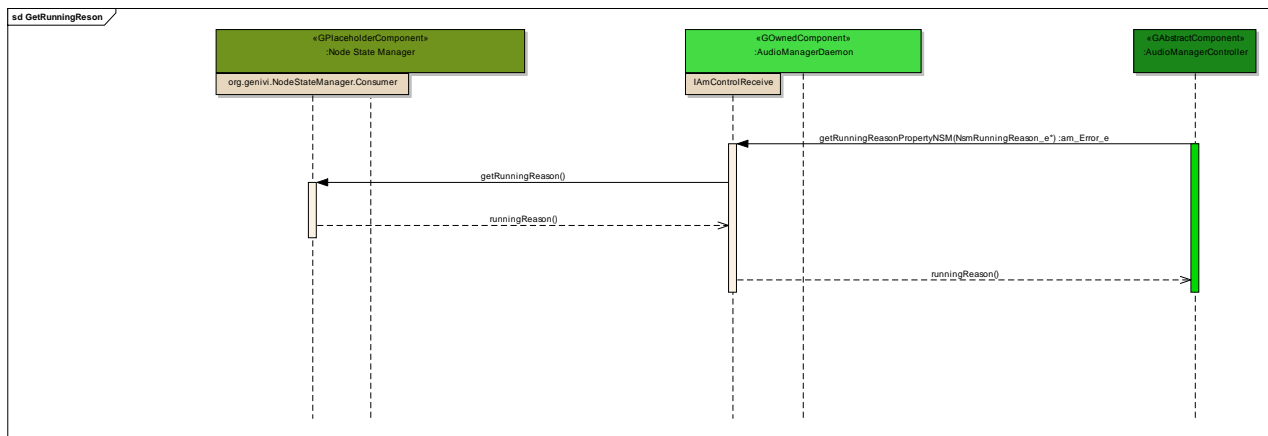 sd GetRunningReson
«GPlaceholderComponent»
:Node State Manager
«GOwnedComponent»
:AudioManagerDaemon
«GAbstractComponent»
:AudioManagerController
org.genivi.NodeStateManager.Consumer
IAmControlReceive
getRunningReasonPropertyNSM(NsmRunningReason_e*) :am_Error_e
getRunningReason()
runningReason()
runningReason()